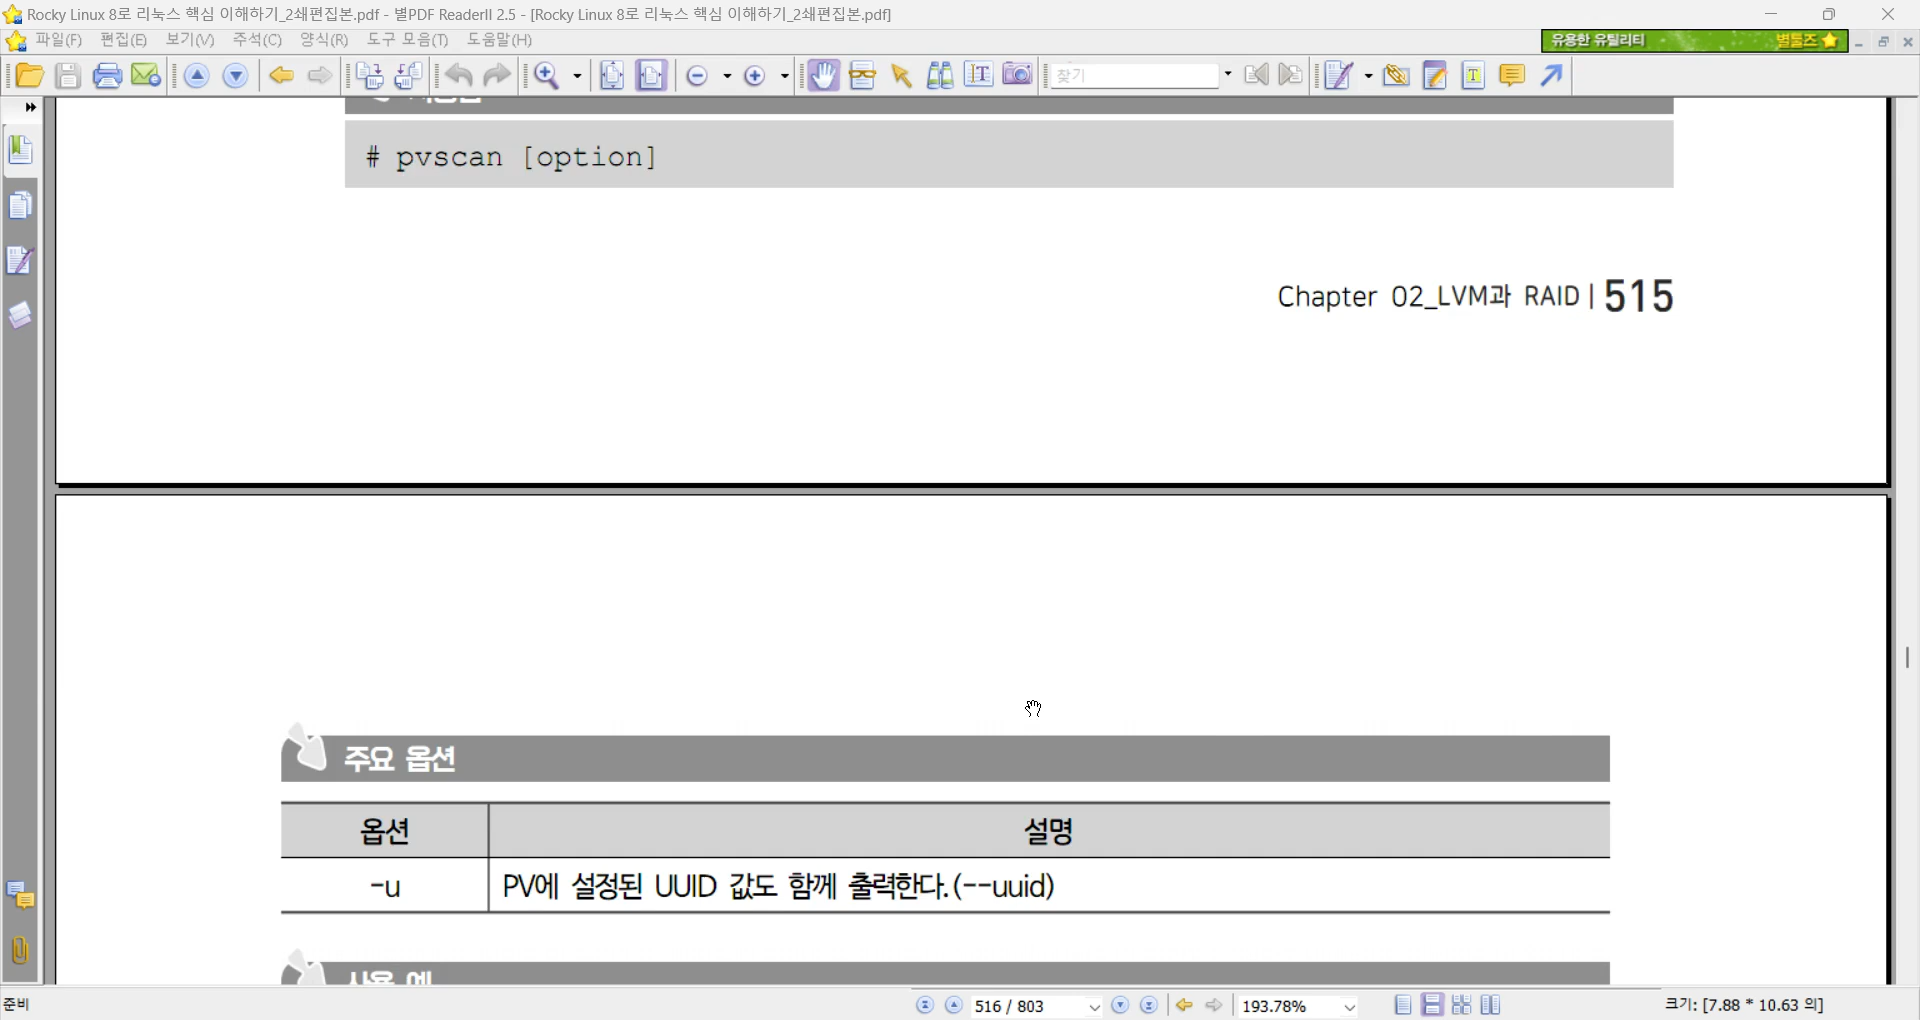 Rocky Linux 8로 리눅스 핵심 이해하기_2쇄편집본.pdf - 별PDF ReaderII 2.5 - [Rocky Linux 8로 리눅스 핵심 이해하기_2쇄편집본.pdf]
파일(F) 편집(E) 보기(V) 주석(C) 양식(R) 도구 모음(T) 도움말(H)
유용한 유틸리티 별툴즈
찾기
# pvscan [option]
Chapter 02_LVM과 RAID | 515
주요 옵션
옵션 설명
-u PV에 설정된 UUID 값도 함께 출력한다.(--uuid)
사용 예
준비 516 / 803 193.78% 크기: [7.88 * 10.63 의]